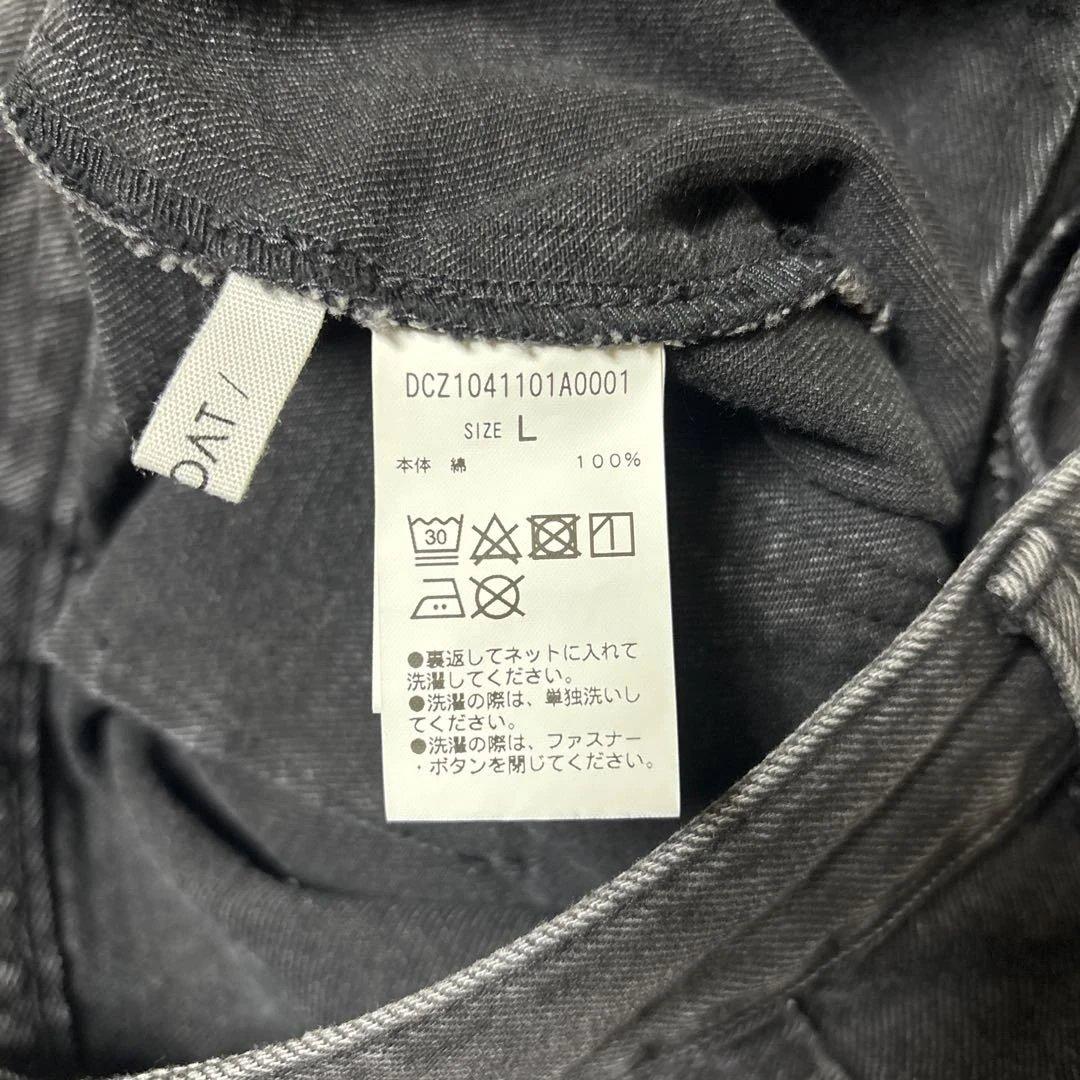 DCZ1041101A0001
SIZE L
本体 綿 100%
30
●裏返してネットに入れて
洗濯してください。
●洗濯の際は、単独洗いし
てください。
●洗濯の際は、ファスナー
・ボタンを閉じてください。
DAT /